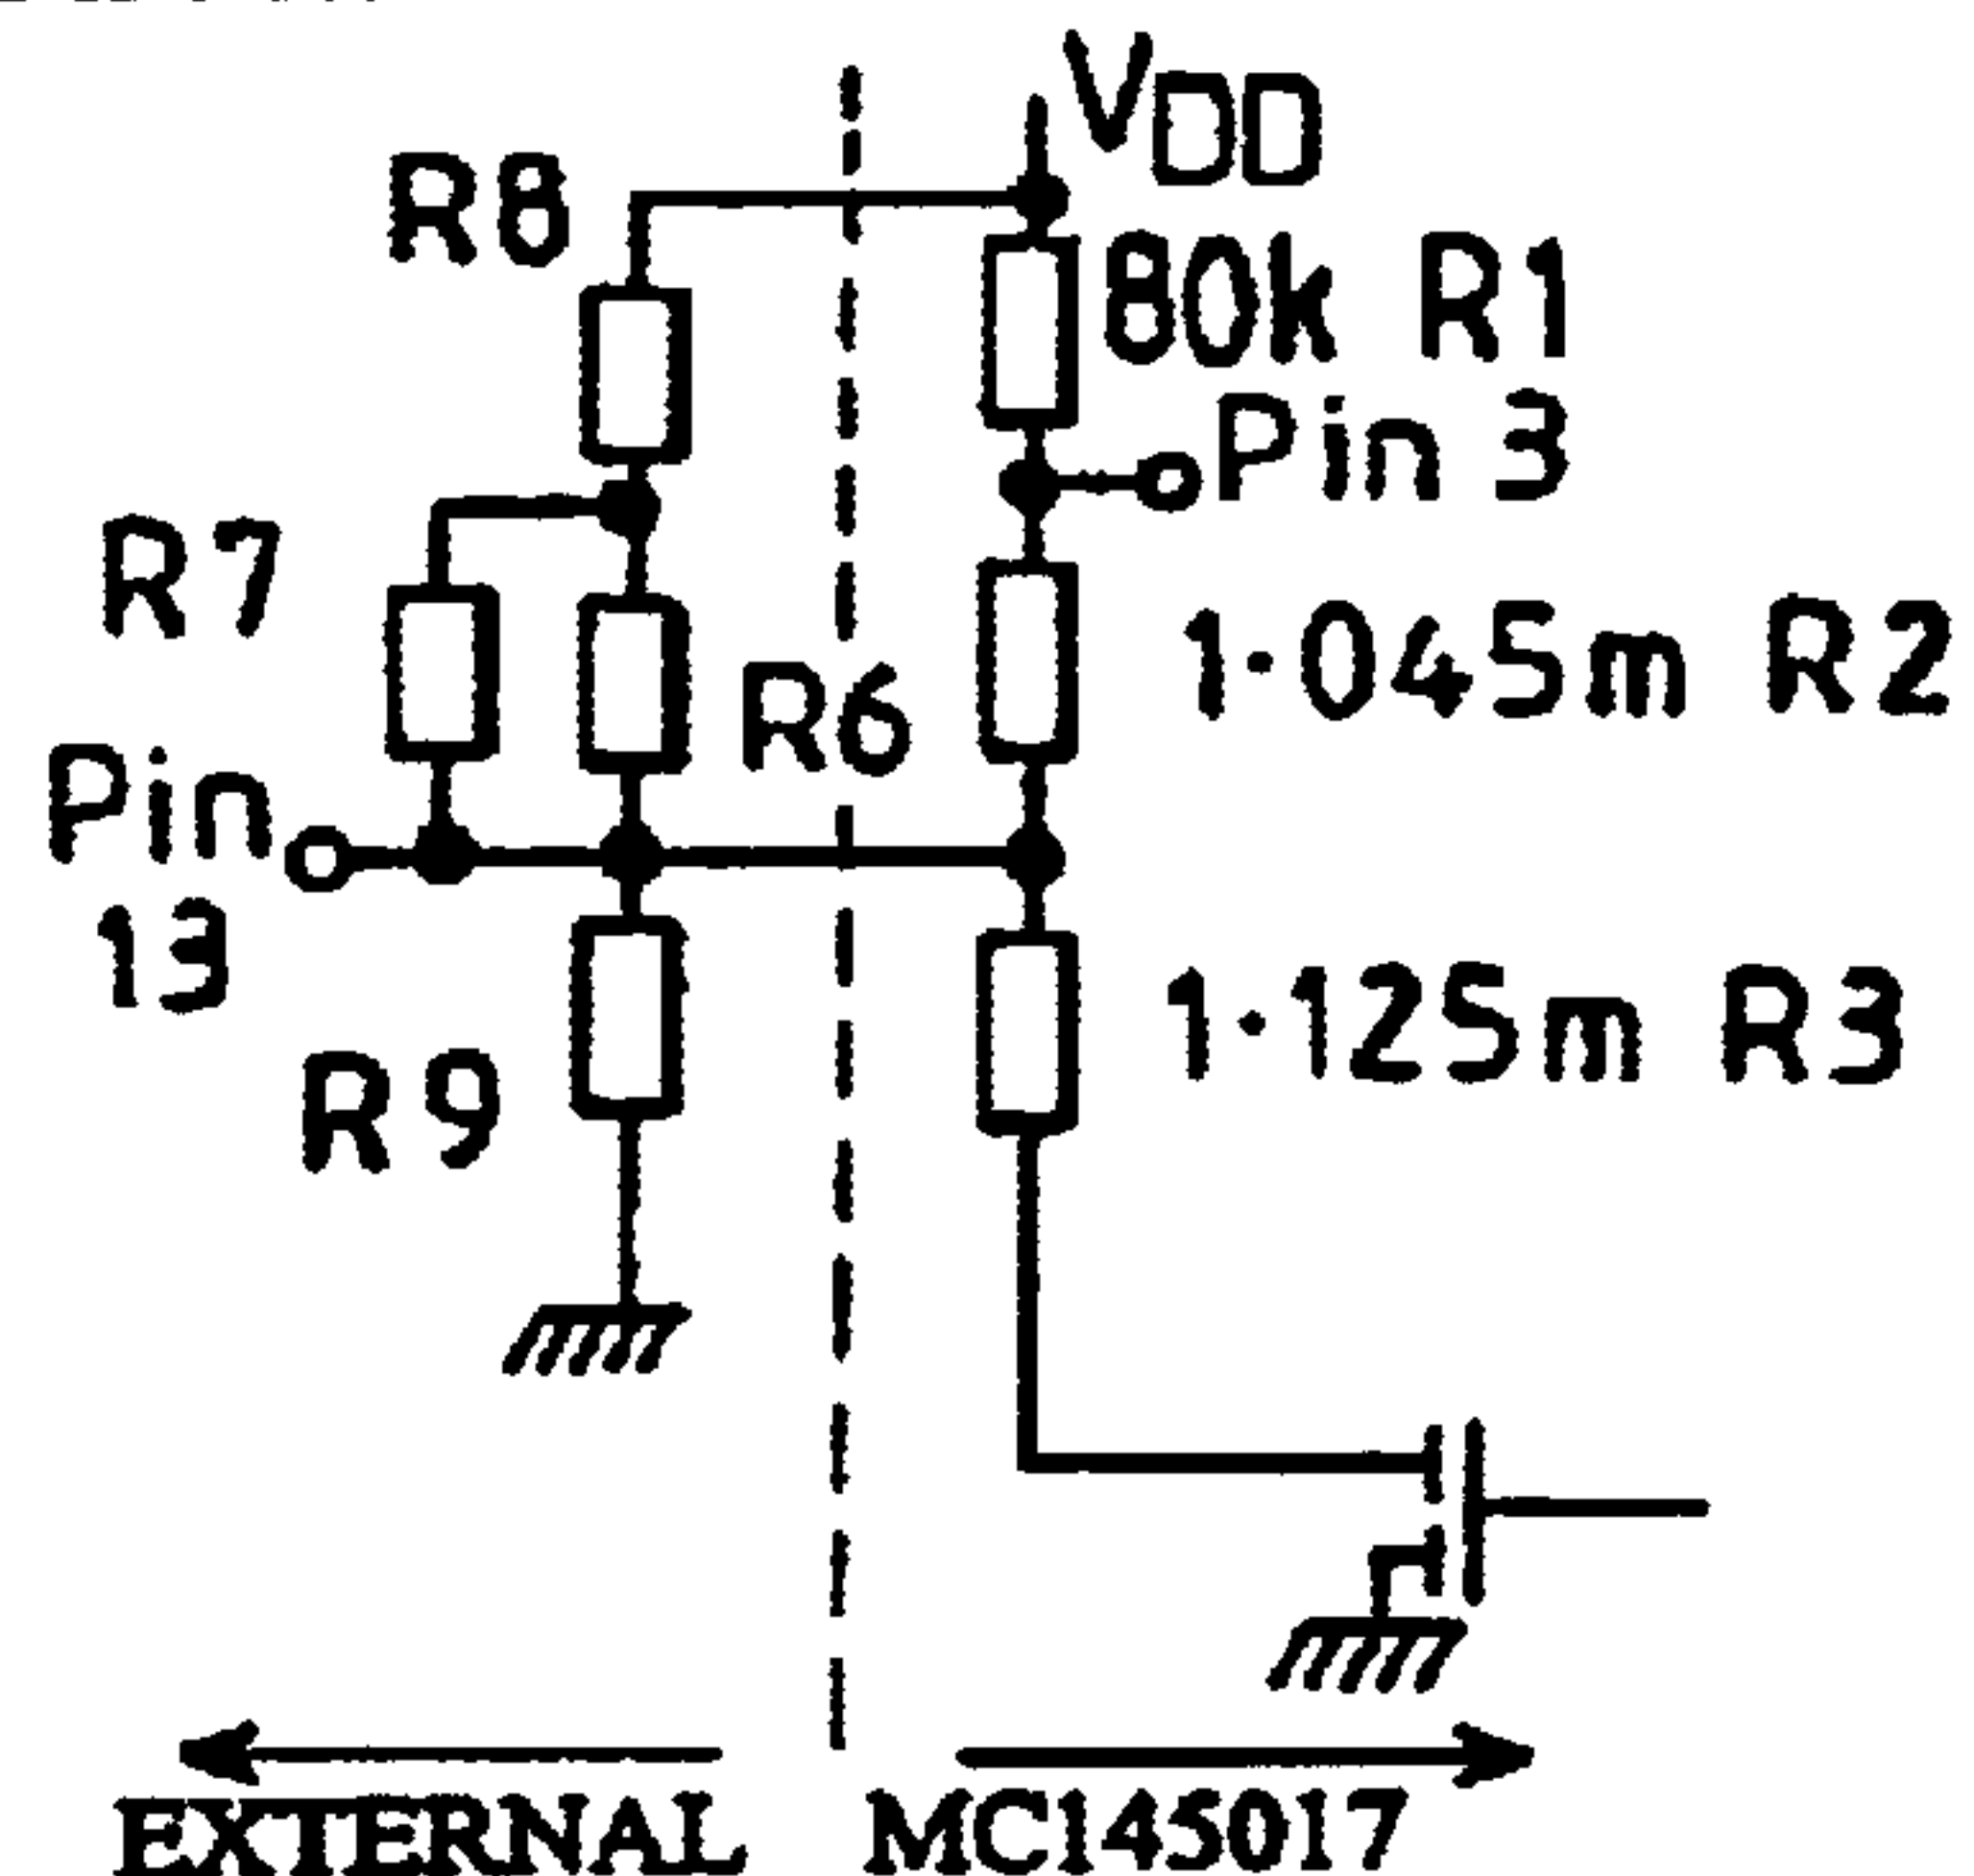 VDD
R8
80k R1
Pin 3
R7
1·045m R2
R6
Pin
13
1·125m R3
R9
EXTERNAL
MC145017